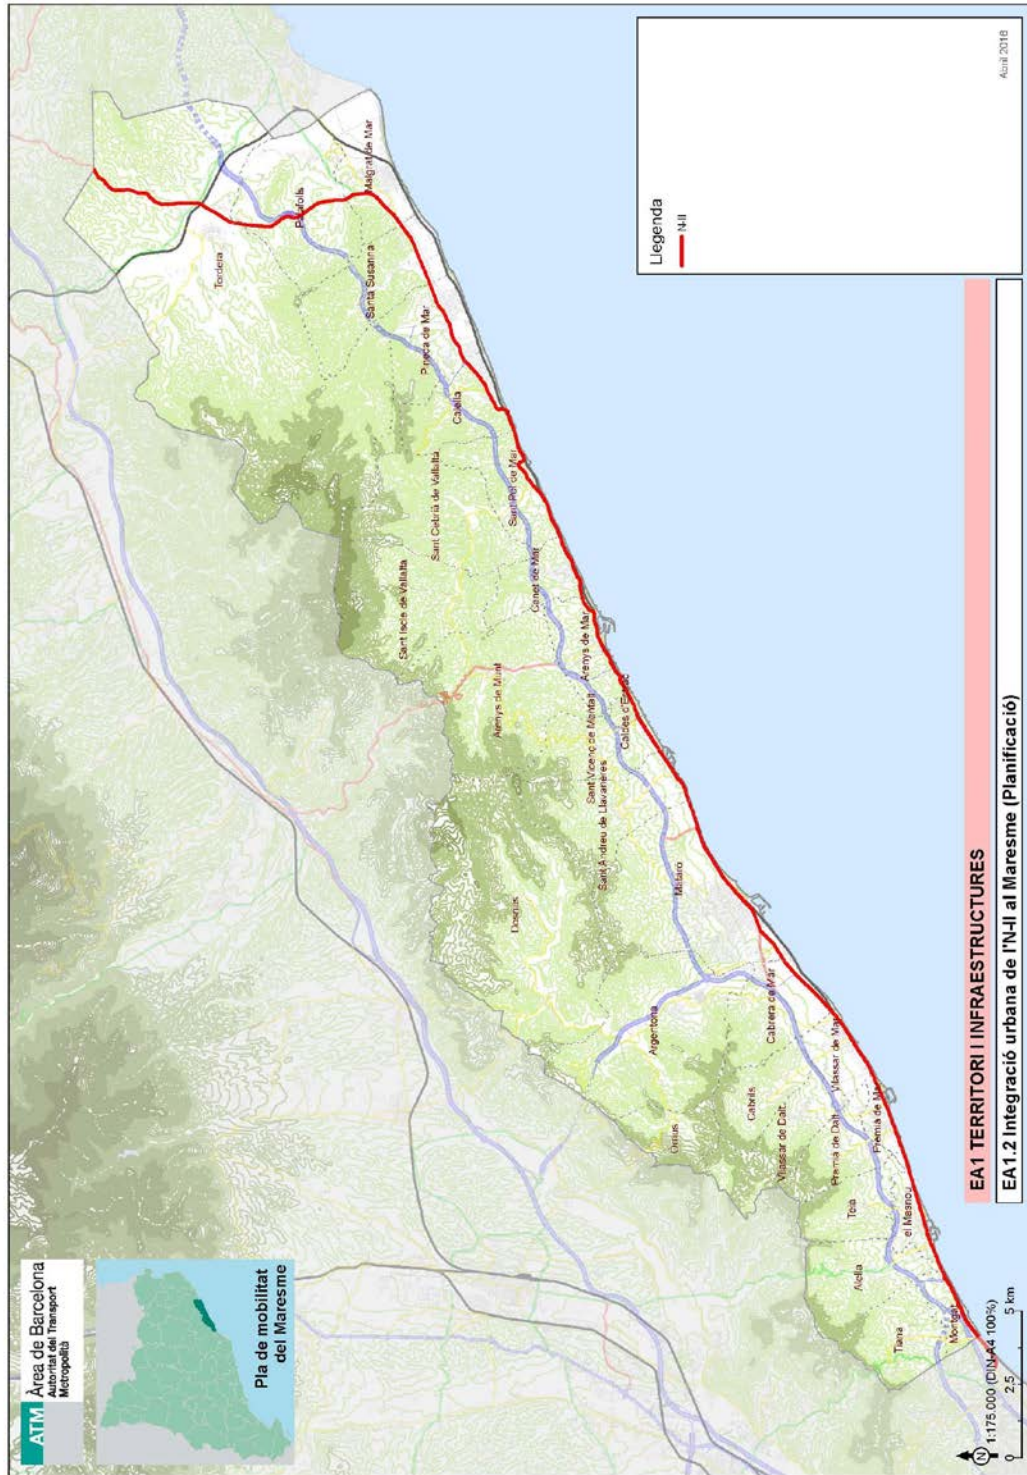 ATM
Àrea de Barcelona
Autoritat del Transport
Metropolità
Pla de mobilitat
del Maresme
Tordera
Palafolls
Malgrat de Mar
Santa Susanna
Pineda de Mar
Calella
Sant Cebrià de Vallalta
Sant Pol de Mar
Sant Iscle de Vallalta
Canet de Mar
Arenys de Munt
Arenys de Mar
Sant Vicenç de Montalt
Caldes d'Estrac
Sant Andreu de Llavaneres
Dosrius
Mataró
Argentona
Cabrera de Mar
Òrrius
Cabrils
Vilassar de Dalt
Vilassar de Mar
Premià de Dalt
Premià de Mar
Teià
el Masnou
Alella
Tiana
Montgat
N
1:175.000 (DIN-A4 100%)
0 2,5 5 km
EA1 TERRITORI I INFRAESTRUCTURES
EA1.2 Integració urbana de l'N-II al Maresme (Planificació)
Llegenda
N-II
Abril 2016